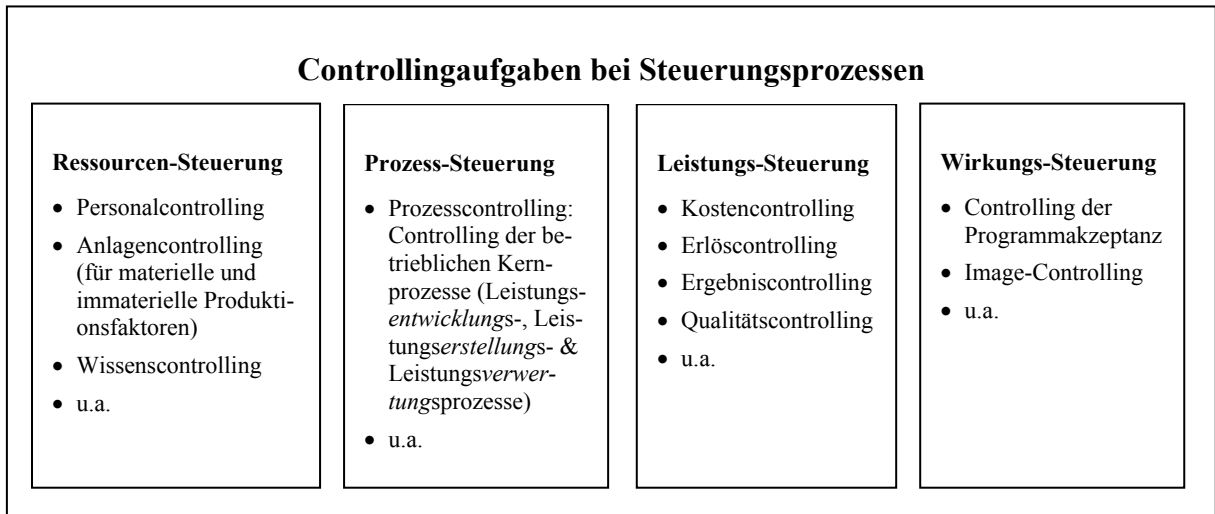 Controllingaufgaben bei Steuerungsprozessen
Ressourcen-Steuerung
• Personalcontrolling
• Anlagencontrolling
(für materielle und
immaterielle Produkti-
onsfaktoren)
• Wissenscontrolling
• u.a.
Prozess-Steuerung
• Prozesscontrolling:
Controlling der be-
trieblichen Kern-
prozesse (Leistungs-
entwicklungs-, Leis-
tungserstellungs- &
Leistungsverwer-
tungsprozesse)
• u.a.
Leistungs-Steuerung
• Kostencontrolling
• Erlöscontrolling
• Ergebniscontrolling
• Qualitätscontrolling
• u.a.
Wirkungs-Steuerung
• Controlling der
Programmakzeptanz
• Image-Controlling
• u.a.